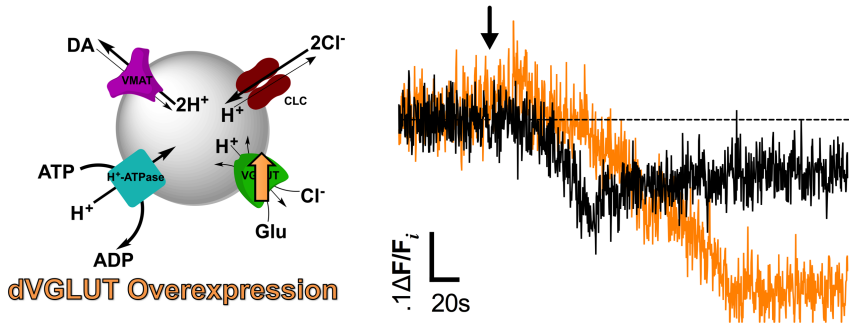 DA
VMAT
2H⁺
2Cl⁻
H⁺
CLC
ATP
H⁺-ATPase
H⁺
ADP
H⁺
VGLUT
Cl⁻
Glu
dVGLUT Overexpression
.1ΔF/Fᵢ
20s